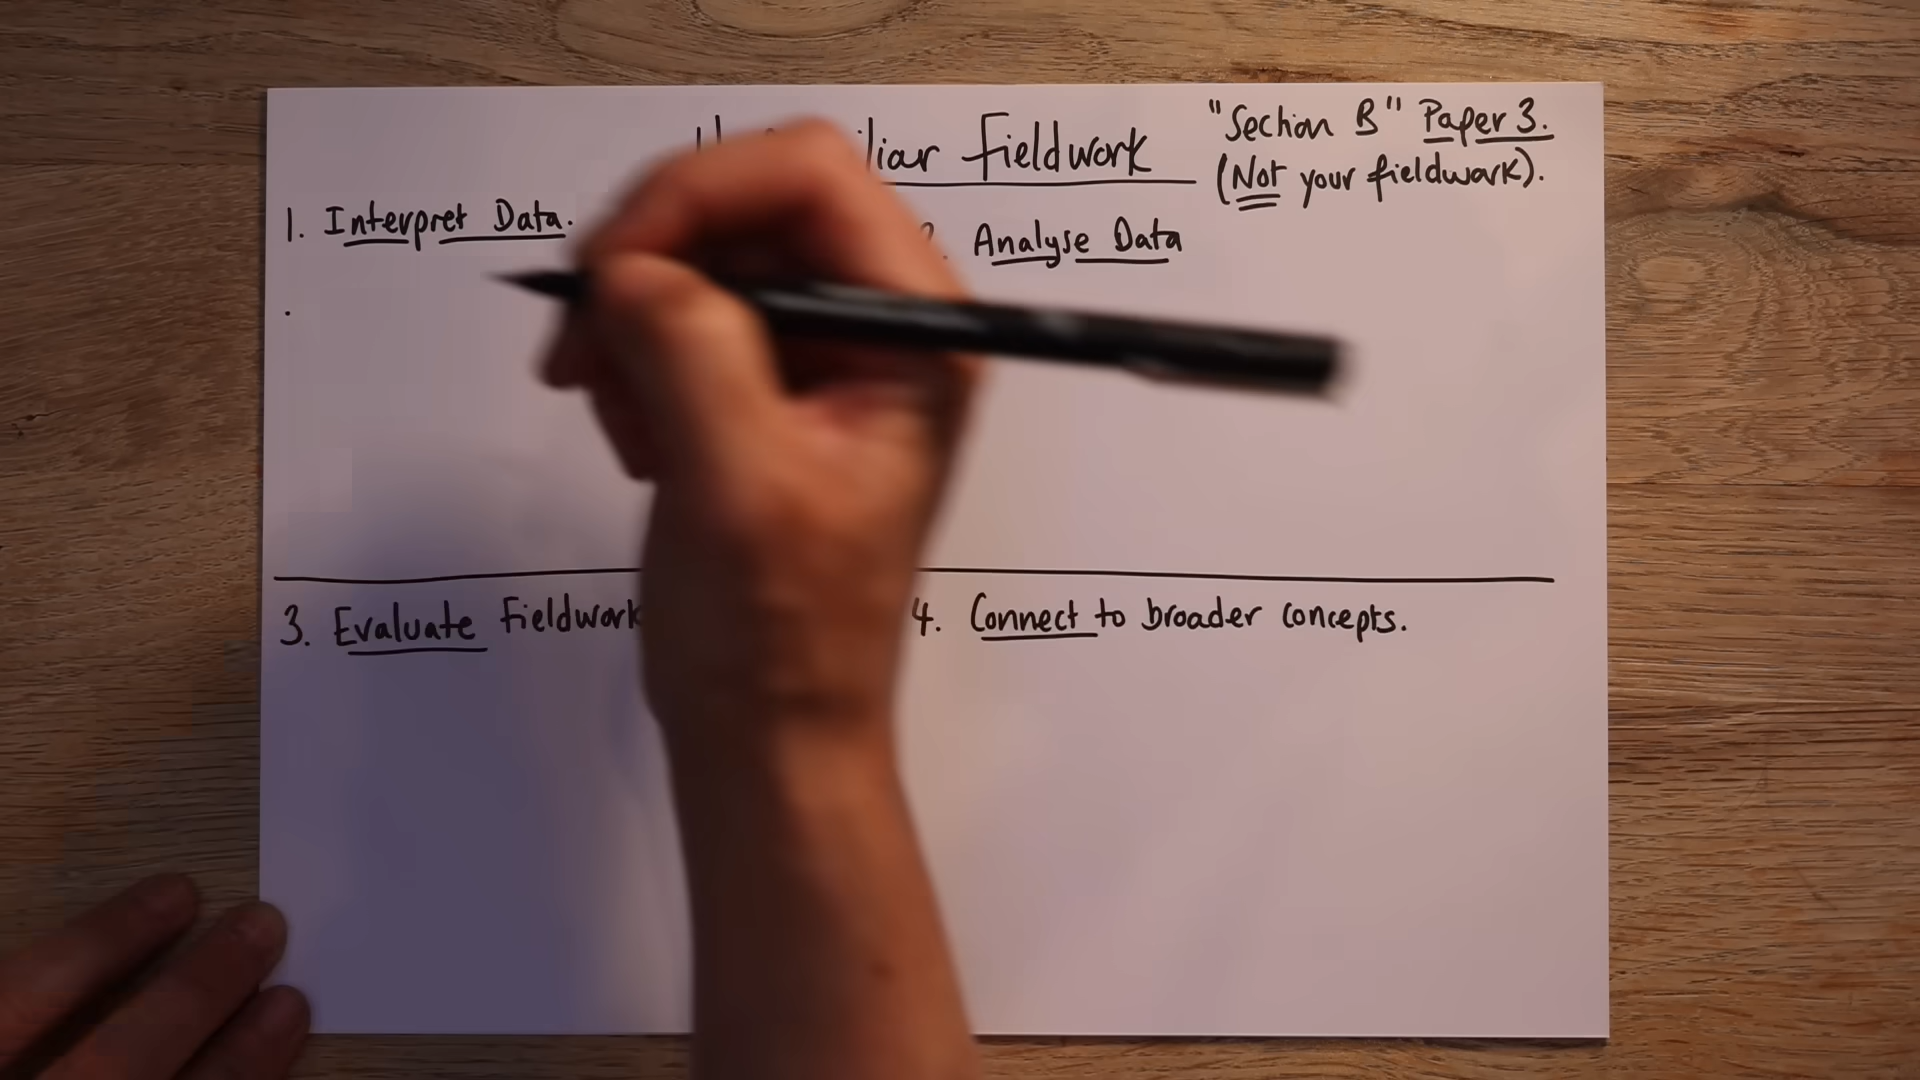 Fieldwork
"Section B" Paper 3.
(Not your fieldwork).
1. Interpret Data.
Analyse Data
3. Evaluate Fieldwork
4. Connect to broader concepts.